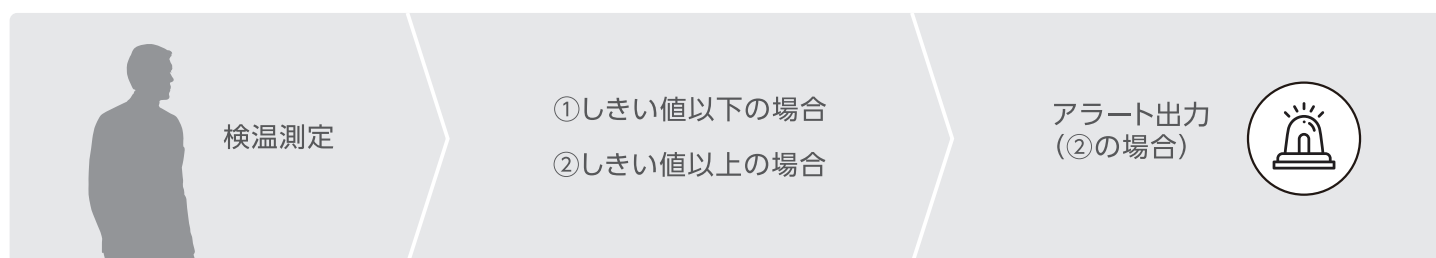 検温測定
①しきい値以下の場合
②しきい値以上の場合
アラート出力
（②の場合）